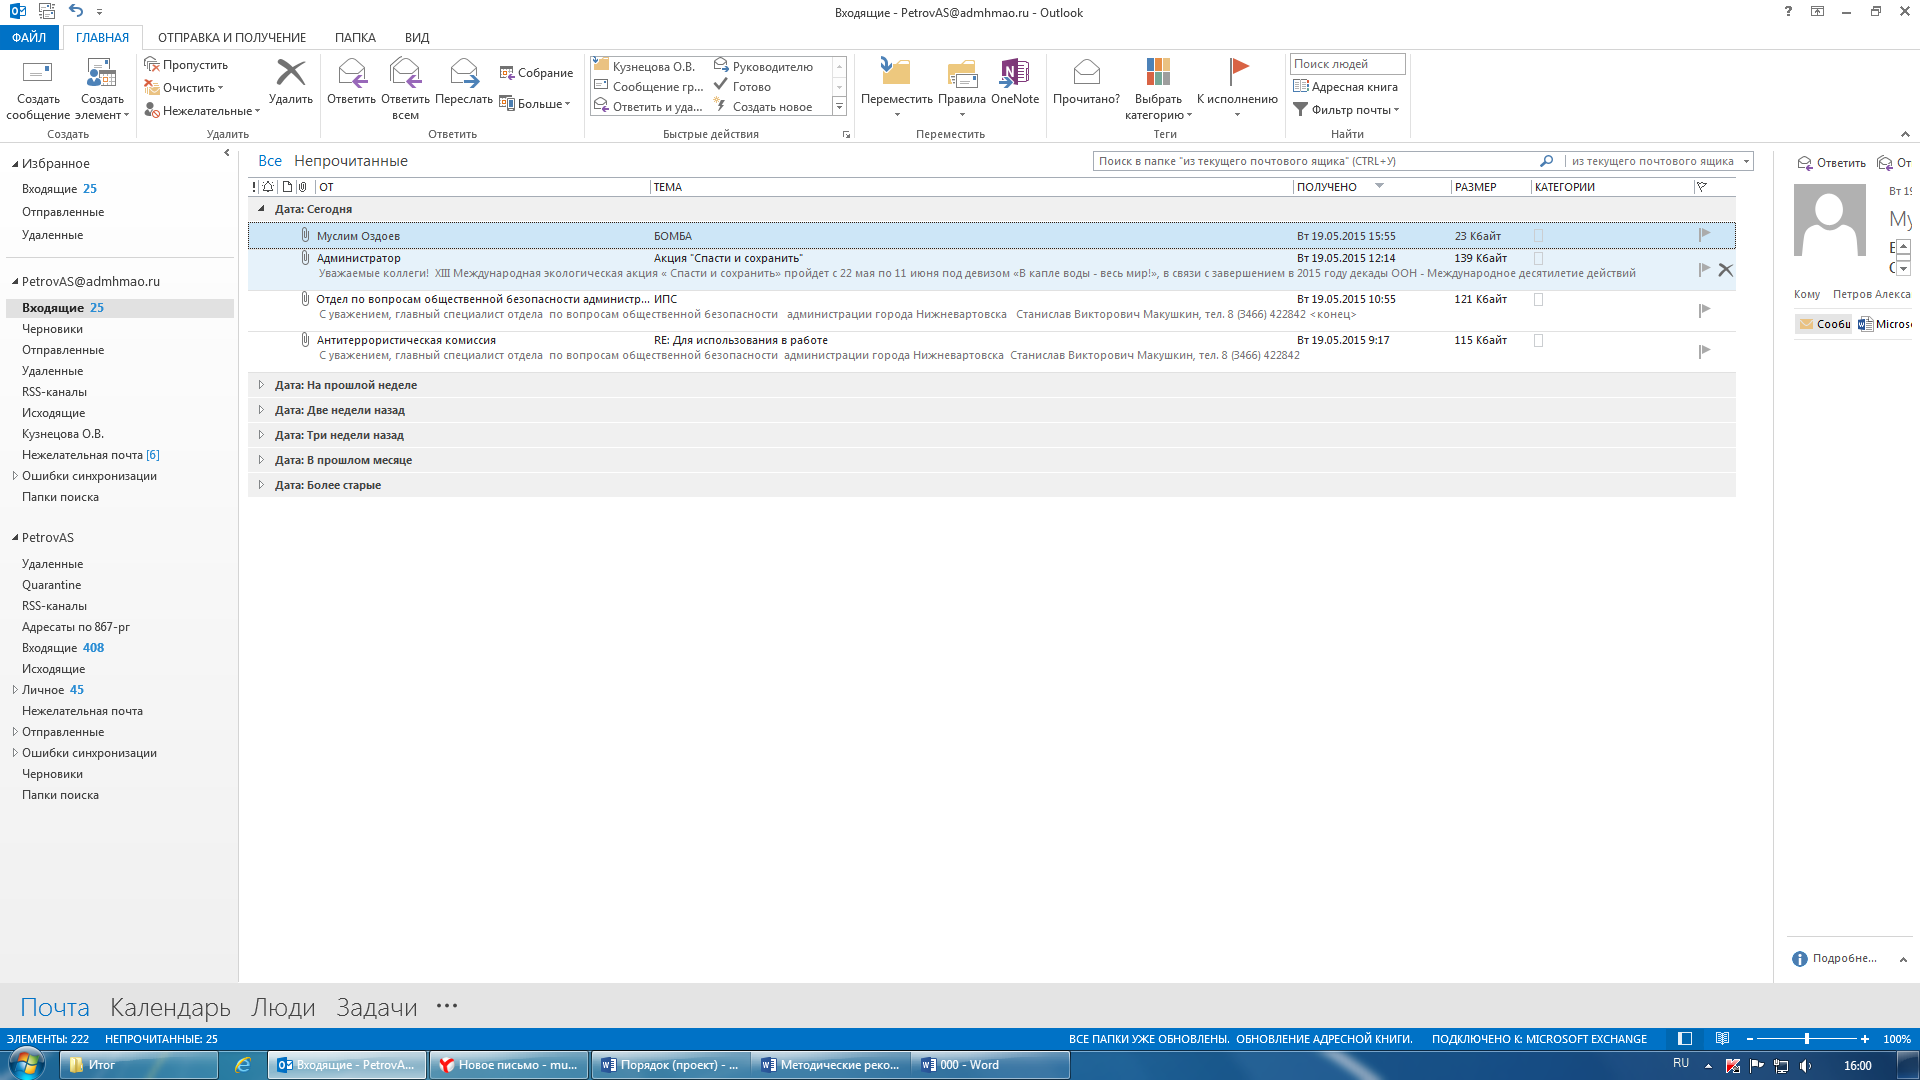 Входящие - PetrovAS@admhmao.ru - Outlook
ФАЙЛ ГЛАВНАЯ ОТПРАВКА И ПОЛУЧЕНИЕ ПАПКА ВИД
Создать сообщение
Создать элемент
Создать
Пропустить
Очистить
Нежелательные
Удалить
Удалить
Ответить
Ответить всем
Переслать
Собрание
Больше
Ответить
Кузнецова О.В.
Сообщение гр...
Ответить и уда...
Руководителю
Готово
Создать новое
Быстрые действия
Переместить
Правила
OneNote
Переместить
Прочитано?
Выбрать категорию
К исполнению
Теги
Поиск людей
Адресная книга
Фильтр почты
Найти
Избранное
Входящие 25
Отправленные
Удаленные
PetrovAS@admhmao.ru
Входящие 25
Черновики
Отправленные
Удаленные
RSS-каналы
Исходящие
Кузнецова О.В.
Нежелательная почта [6]
Ошибки синхронизации
Папки поиска
PetrovAS
Удаленные
Quarantine
RSS-каналы
Адресаты по 867-рг
Входящие 408
Исходящие
Личное 45
Нежелательная почта
Отправленные
Ошибки синхронизации
Черновики
Папки поиска
Все Непрочитанные
Поиск в папке "из текущего почтового ящика" (CTRL+У) из текущего почтового ящика
ОТ ТЕМА ПОЛУЧЕНО РАЗМЕР КАТЕГОРИИ
Дата: Сегодня
Муслим Оздоев БОМБА Вт 19.05.2015 15:55 23 Кбайт
Администратор Акция "Спасти и сохранить" Вт 19.05.2015 12:14 139 Кбайт
Уважаемые коллеги! XIII Международная экологическая акция « Спасти и сохранить» пройдет с 22 мая по 11 июня под девизом «В капле воды - весь мир!», в связи с завершением в 2015 году декады ООН - Международное десятилетие действий
Отдел по вопросам общественной безопасности администр... ИПС Вт 19.05.2015 10:55 121 Кбайт
С уважением, главный специалист отдела по вопросам общественной безопасности администрации города Нижневартовска Станислав Викторович Макушкин, тел. 8 (3466) 422842 <конец>
Антитеррористическая комиссия RE: Для использования в работе Вт 19.05.2015 9:17 115 Кбайт
С уважением, главный специалист отдела по вопросам общественной безопасности администрации города Нижневартовска Станислав Викторович Макушкин, тел. 8 (3466) 422842
Дата: На прошлой неделе
Дата: Две недели назад
Дата: Три недели назад
Дата: В прошлом месяце
Дата: Более старые
Ответить От
Вт 19
Му
Кому Петров Алекса
Сообщ Micros
Подробне...
Почта Календарь Люди Задачи •••
ЭЛЕМЕНТЫ: 222 НЕПРОЧИТАННЫЕ: 25 ВСЕ ПАПКИ УЖЕ ОБНОВЛЕНЫ. ОБНОВЛЕНИЕ АДРЕСНОЙ КНИГИ. ПОДКЛЮЧЕНО К: MICROSOFT EXCHANGE 100%
Итог Входящие - PetrovA... Новое письмо - mu... Порядок (проект) - ... Методические реко... 000 - Word RU 16:00